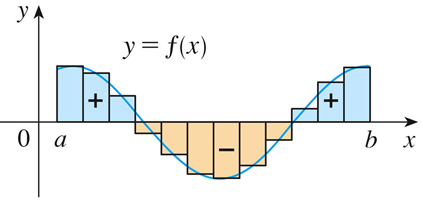 y
y = f(x)
+
+
−
0
a
b
x